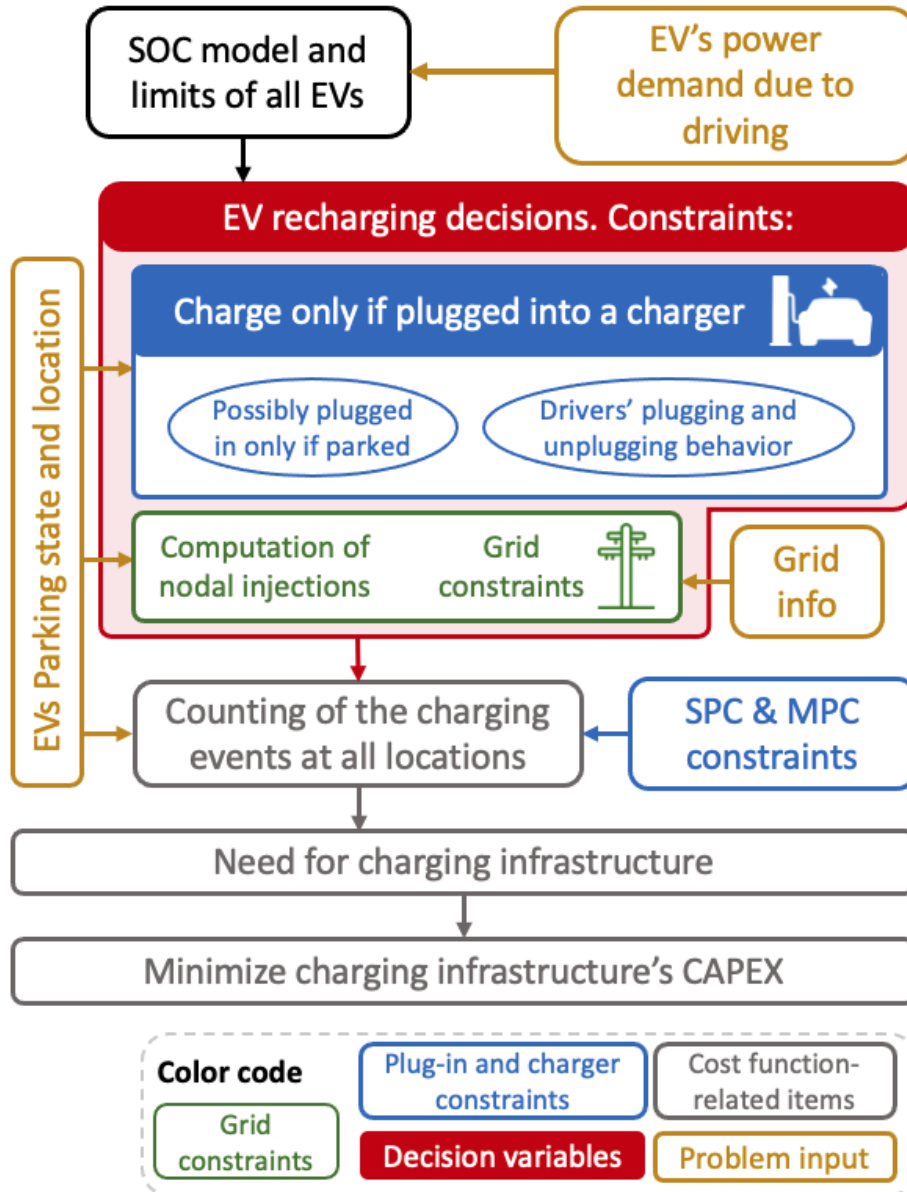 SOC model and
limits of all EVs
EV's power
demand due to
driving
EV recharging decisions. Constraints:
EVs Parking state and location
Charge only if plugged into a charger
Possibly plugged
in only if parked
Drivers' plugging and
unplugging behavior
Computation of
nodal injections
Grid
constraints
Grid
info
Counting of the charging
events at all locations
SPC & MPC
constraints
Need for charging infrastructure
Minimize charging infrastructure's CAPEX
Color code
Plug-in and charger
constraints
Cost function-
related items
Grid
constraints
Decision variables
Problem input